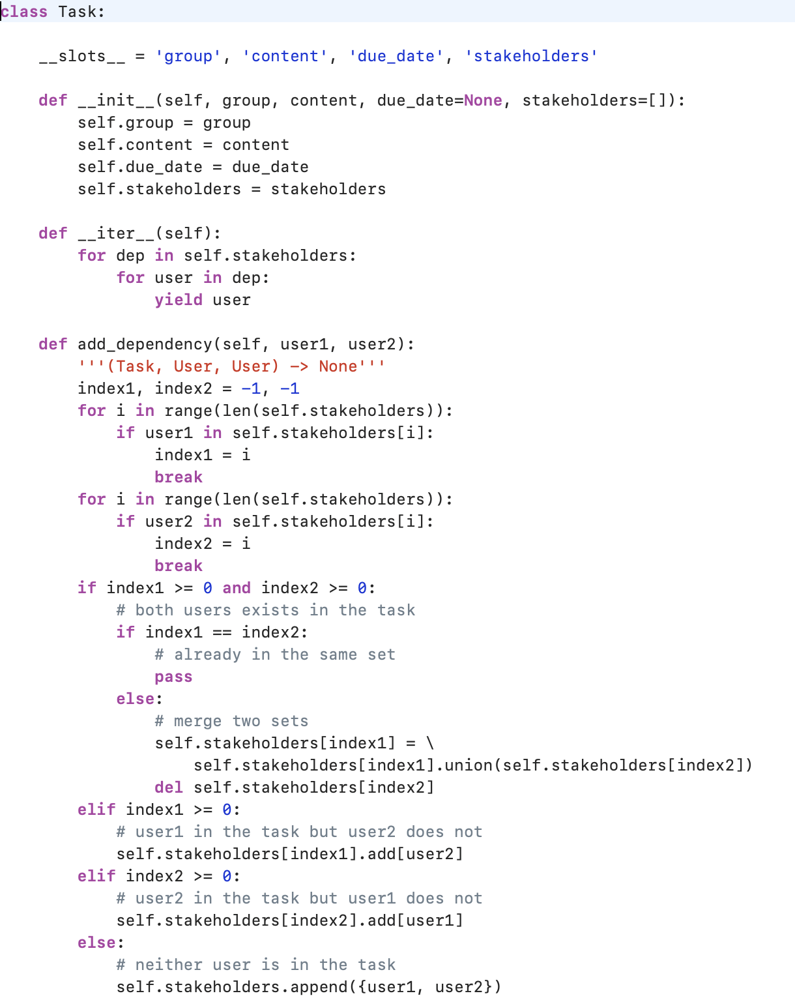 class Task:
    __slots__ = 'group', 'content', 'due_date', 'stakeholders'
    def __init__(self, group, content, due_date=None, stakeholders=[]):
        self.group = group
        self.content = content
        self.due_date = due_date
        self.stakeholders = stakeholders
    def __iter__(self):
        for dep in self.stakeholders:
            for user in dep:
                yield user
    def add_dependency(self, user1, user2):
        '''(Task, User, User) -> None'''
        index1, index2 = -1, -1
        for i in range(len(self.stakeholders)):
            if user1 in self.stakeholders[i]:
                index1 = i
                break
        for i in range(len(self.stakeholders)):
            if user2 in self.stakeholders[i]:
                index2 = i
                break
        if index1 >= 0 and index2 >= 0:
            # both users exists in the task
            if index1 == index2:
                # already in the same set
                pass
            else:
                # merge two sets
                self.stakeholders[index1] = \
                    self.stakeholders[index1].union(self.stakeholders[index2])
                del self.stakeholders[index2]
        elif index1 >= 0:
            # user1 in the task but user2 does not
            self.stakeholders[index1].add[user2]
        elif index2 >= 0:
            # user2 in the task but user1 does not
            self.stakeholders[index2].add[user1]
        else:
            # neither user is in the task
            self.stakeholders.append({user1, user2})